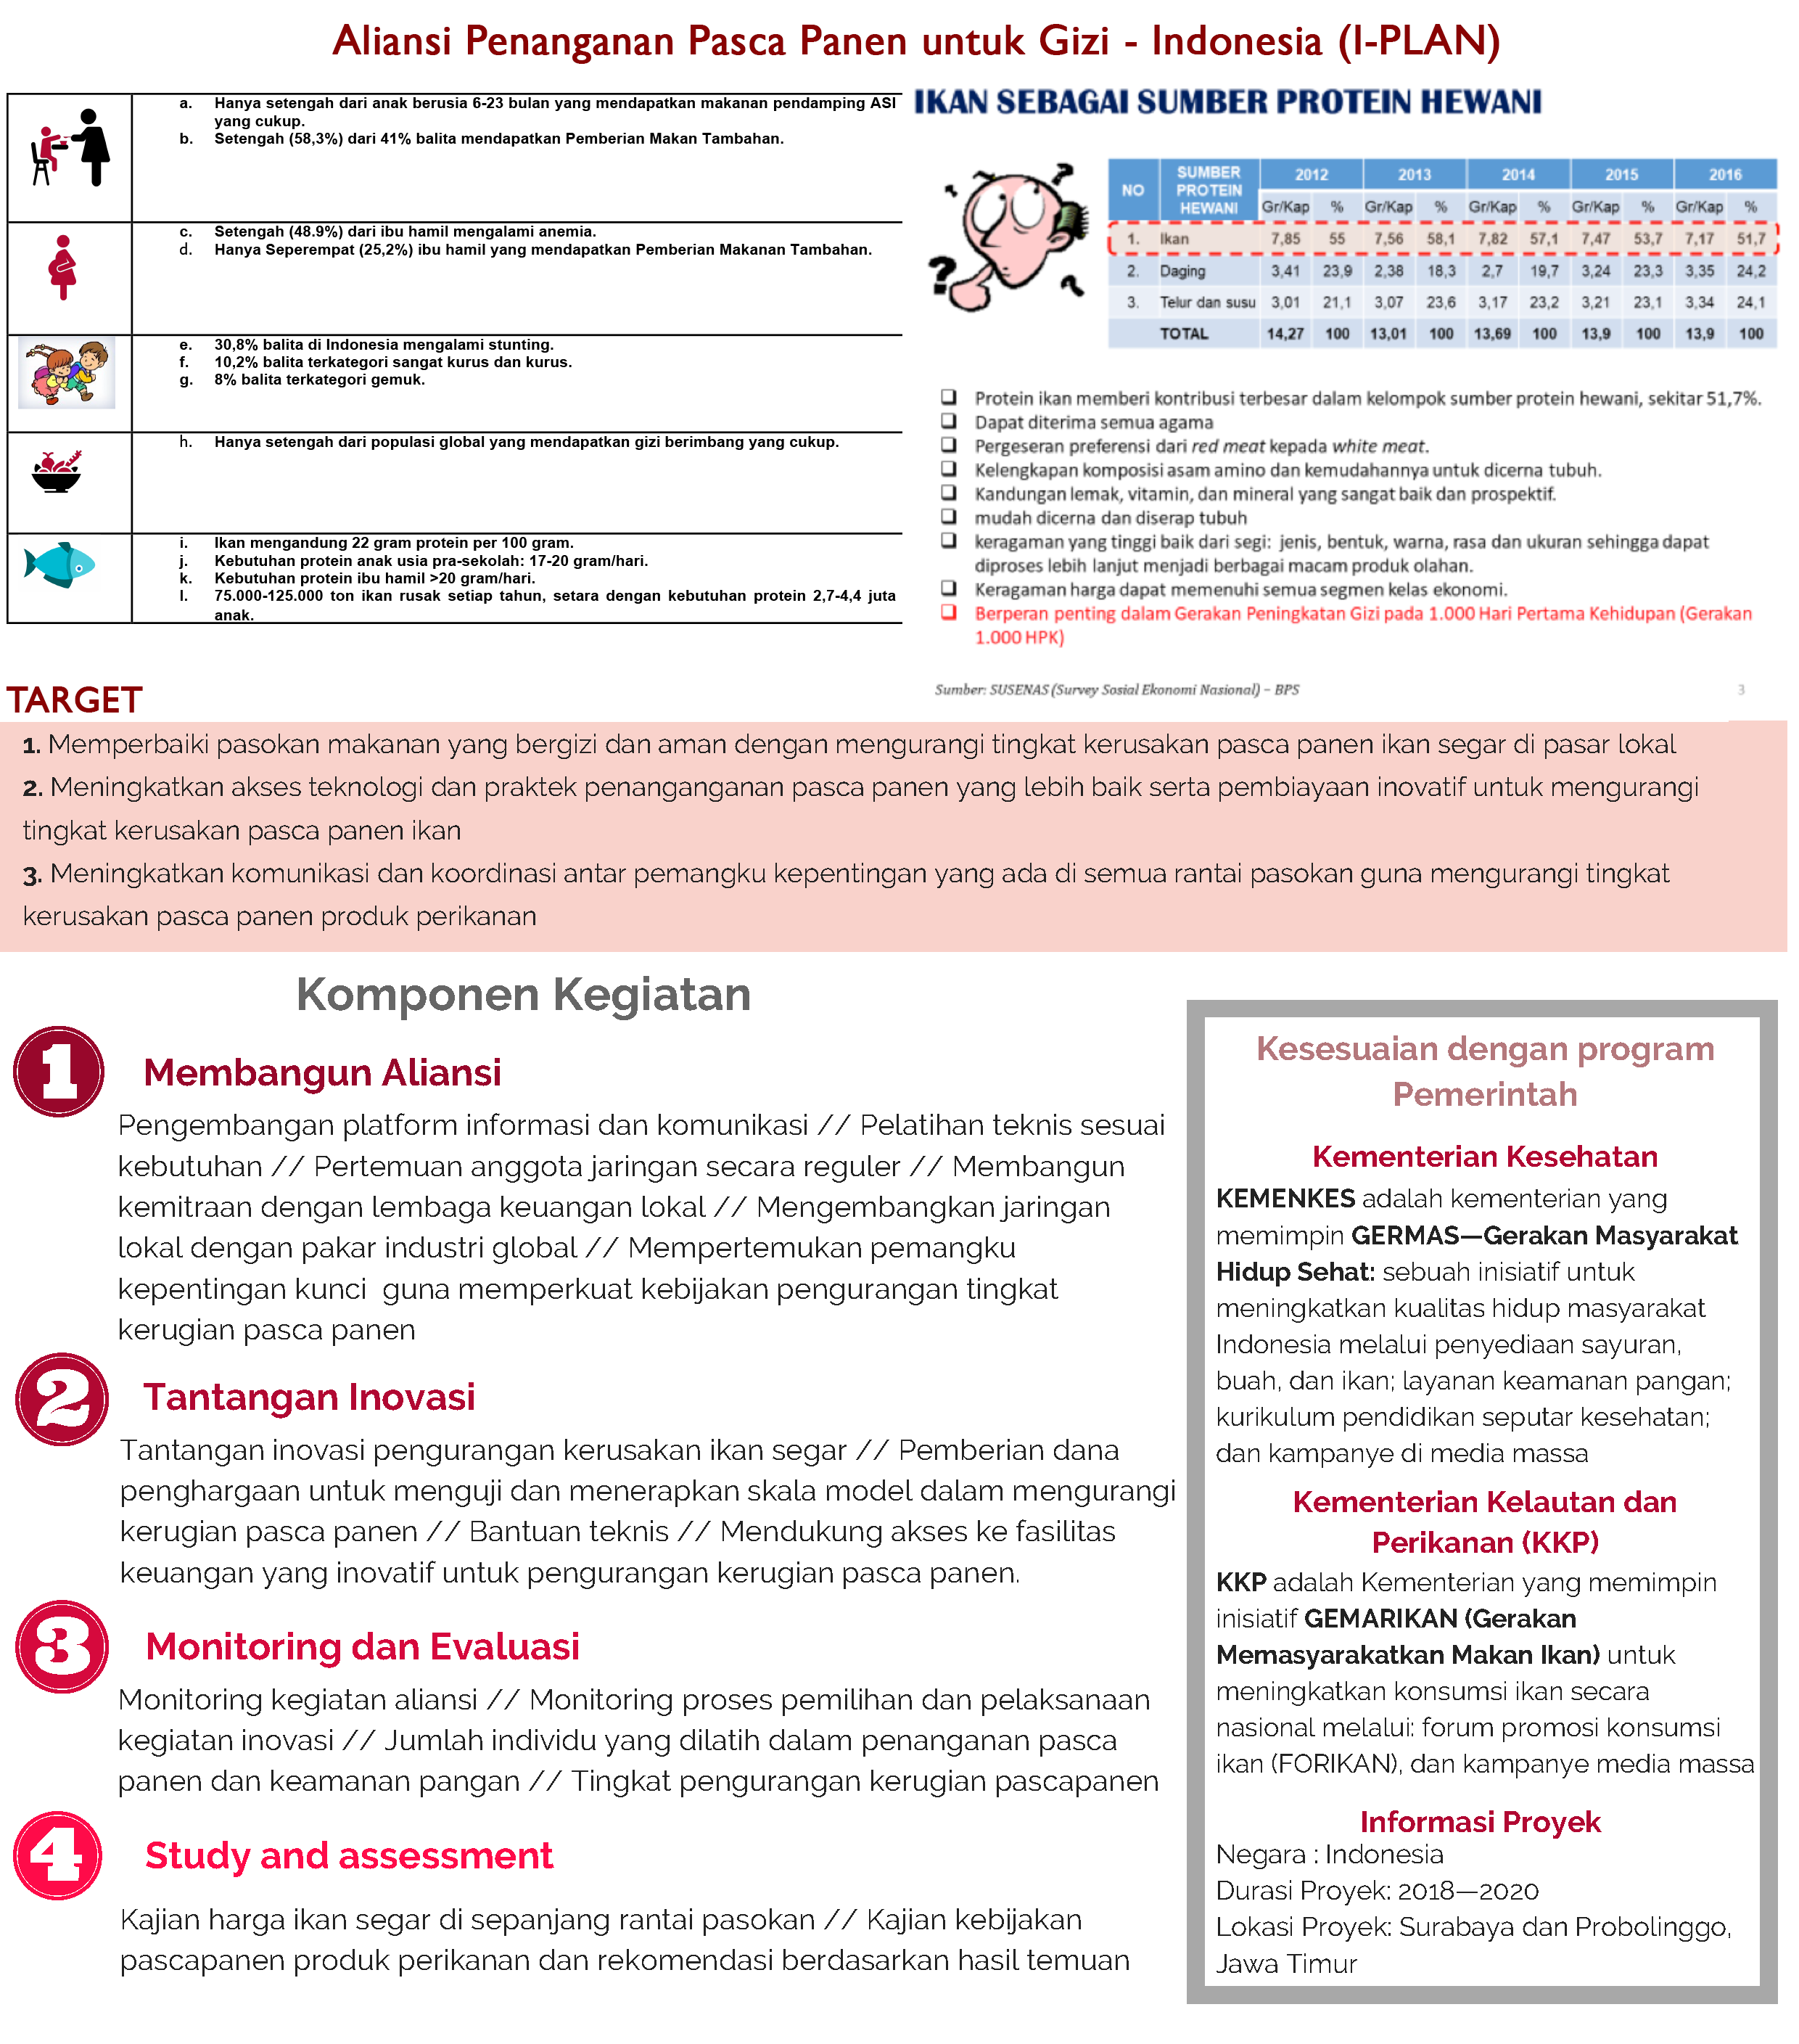 Aliansi Penanganan Pasca Panen untuk Gizi - Indonesia (I-PLAN)
a. Hanya setengah dari anak berusia 6-23 bulan yang mendapatkan makanan pendamping ASI
yang cukup.
b. Setengah (58,3%) dari 41% balita mendapatkan Pemberian Makan Tambahan.
c. Setengah (48.9%) dari ibu hamil mengalami anemia.
d. Hanya Seperempat (25,2%) ibu hamil yang mendapatkan Pemberian Makanan Tambahan.
e. 30,8% balita di Indonesia mengalami stunting.
f. 10,2% balita terkategori sangat kurus dan kurus.
g. 8% balita terkategori gemuk.
h. Hanya setengah dari populasi global yang mendapatkan gizi berimbang yang cukup.
i. Ikan mengandung 22 gram protein per 100 gram.
j. Kebutuhan protein anak usia pra-sekolah: 17-20 gram/hari.
k. Kebutuhan protein ibu hamil >20 gram/hari.
l. 75.000-125.000 ton ikan rusak setiap tahun, setara dengan kebutuhan protein 2,7-4,4 juta
anak.
IKAN SEBAGAI SUMBER PROTEIN HEWANI
? ? ? ?
NO SUMBER PROTEIN HEWANI 2012 2013 2014 2015 2016
Gr/Kap % Gr/Kap % Gr/Kap % Gr/Kap % Gr/Kap %
1. Ikan 7,85 55 7,56 58,1 7,82 57,1 7,47 53,7 7,17 51,7
2. Daging 3,41 23,9 2,38 18,3 2,7 19,7 3,24 23,3 3,35 24,2
3. Telur dan susu 3,01 21,1 3,07 23,6 3,17 23,2 3,21 23,1 3,34 24,1
TOTAL 14,27 100 13,01 100 13,69 100 13,9 100 13,9 100
❑ Protein ikan memberi kontribusi terbesar dalam kelompok sumber protein hewani, sekitar 51,7%.
❑ Dapat diterima semua agama
❑ Pergeseran preferensi dari red meat kepada white meat.
❑ Kelengkapan komposisi asam amino dan kemudahannya untuk dicerna tubuh.
❑ Kandungan lemak, vitamin, dan mineral yang sangat baik dan prospektif.
❑ mudah dicerna dan diserap tubuh
❑ keragaman yang tinggi baik dari segi: jenis, bentuk, warna, rasa dan ukuran sehingga dapat
diproses lebih lanjut menjadi berbagai macam produk olahan.
❑ Keragaman harga dapat memenuhi semua segmen kelas ekonomi.
❑ Berperan penting dalam Gerakan Peningkatan Gizi pada 1.000 Hari Pertama Kehidupan (Gerakan
1.000 HPK)
Sumber: SUSENAS (Survey Sosial Ekonomi Nasional) – BPS 3
TARGET
1. Memperbaiki pasokan makanan yang bergizi dan aman dengan mengurangi tingkat kerusakan pasca panen ikan segar di pasar lokal
2. Meningkatkan akses teknologi dan praktek penanganganan pasca panen yang lebih baik serta pembiayaan inovatif untuk mengurangi
tingkat kerusakan pasca panen ikan
3. Meningkatkan komunikasi dan koordinasi antar pemangku kepentingan yang ada di semua rantai pasokan guna mengurangi tingkat
kerusakan pasca panen produk perikanan
Komponen Kegiatan
1 Membangun Aliansi
Pengembangan platform informasi dan komunikasi // Pelatihan teknis sesuai
kebutuhan // Pertemuan anggota jaringan secara reguler // Membangun
kemitraan dengan lembaga keuangan lokal // Mengembangkan jaringan
lokal dengan pakar industri global // Mempertemukan pemangku
kepentingan kunci guna memperkuat kebijakan pengurangan tingkat
kerugian pasca panen
2 Tantangan Inovasi
Tantangan inovasi pengurangan kerusakan ikan segar // Pemberian dana
penghargaan untuk menguji dan menerapkan skala model dalam mengurangi
kerugian pasca panen // Bantuan teknis // Mendukung akses ke fasilitas
keuangan yang inovatif untuk pengurangan kerugian pasca panen.
3 Monitoring dan Evaluasi
Monitoring kegiatan aliansi // Monitoring proses pemilihan dan pelaksanaan
kegiatan inovasi // Jumlah individu yang dilatih dalam penanganan pasca
panen dan keamanan pangan // Tingkat pengurangan kerugian pascapanen
4 Study and assessment
Kajian harga ikan segar di sepanjang rantai pasokan // Kajian kebijakan
pascapanen produk perikanan dan rekomendasi berdasarkan hasil temuan
Kesesuaian dengan program
Pemerintah
Kementerian Kesehatan
KEMENKES adalah kementerian yang
memimpin GERMAS—Gerakan Masyarakat
Hidup Sehat: sebuah inisiatif untuk
meningkatkan kualitas hidup masyarakat
Indonesia melalui penyediaan sayuran,
buah, dan ikan; layanan keamanan pangan;
kurikulum pendidikan seputar kesehatan;
dan kampanye di media massa
Kementerian Kelautan dan
Perikanan (KKP)
KKP adalah Kementerian yang memimpin
inisiatif GEMARIKAN (Gerakan
Memasyarakatkan Makan Ikan) untuk
meningkatkan konsumsi ikan secara
nasional melalui: forum promosi konsumsi
ikan (FORIKAN), dan kampanye media massa
Informasi Proyek
Negara : Indonesia
Durasi Proyek: 2018—2020
Lokasi Proyek: Surabaya dan Probolinggo,
Jawa Timur